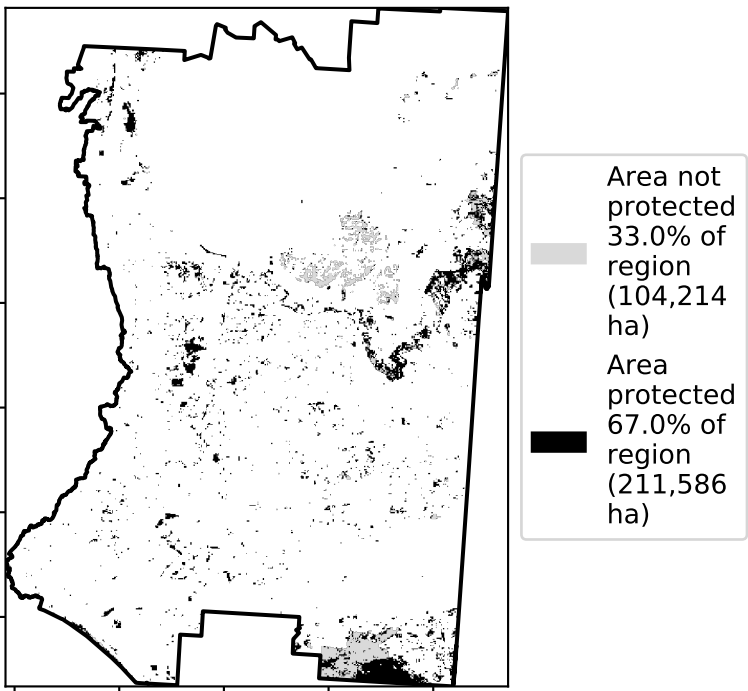 Area not
protected
33.0% of
region
(104,214
ha)
Area
protected
67.0% of
region
(211,586
ha)